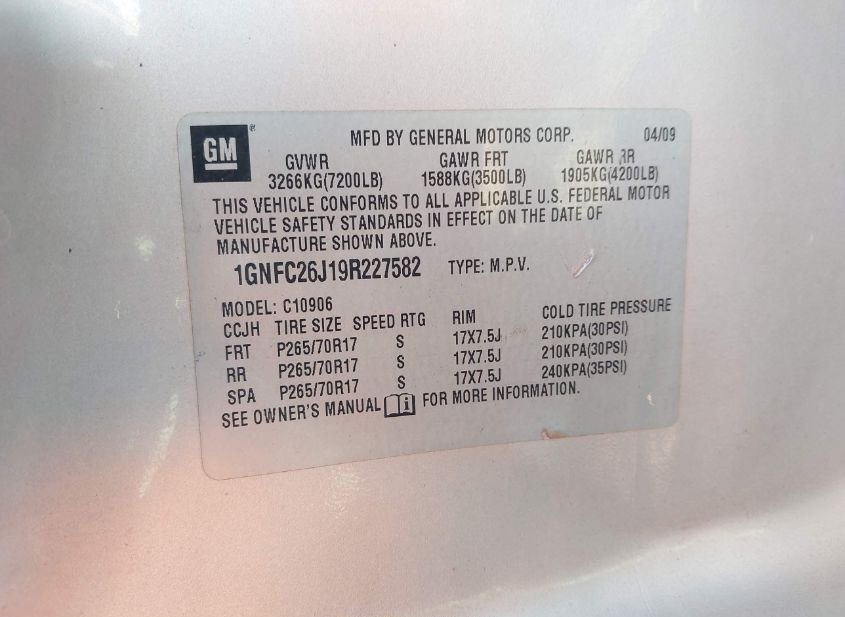 GM ® MFD BY GENERAL MOTORS CORP. 04/09
GVWR GAWR FRT GAWR RR
3266KG(7200LB) 1588KG(3500LB) 1905KG(4200LB)
THIS VEHICLE CONFORMS TO ALL APPLICABLE U.S. FEDERAL MOTOR
VEHICLE SAFETY STANDARDS IN EFFECT ON THE DATE OF
MANUFACTURE SHOWN ABOVE.
1GNFC26J19R227582 TYPE: M.P.V.
MODEL: C10906
CCJH TIRE SIZE SPEED RTG RIM COLD TIRE PRESSURE
FRT P265/70R17 S 17X7.5J 210KPA(30PSI)
RR P265/70R17 S 17X7.5J 210KPA(30PSI)
SPA P265/70R17 S 17X7.5J 240KPA(35PSI)
SEE OWNER'S MANUAL i FOR MORE INFORMATION.